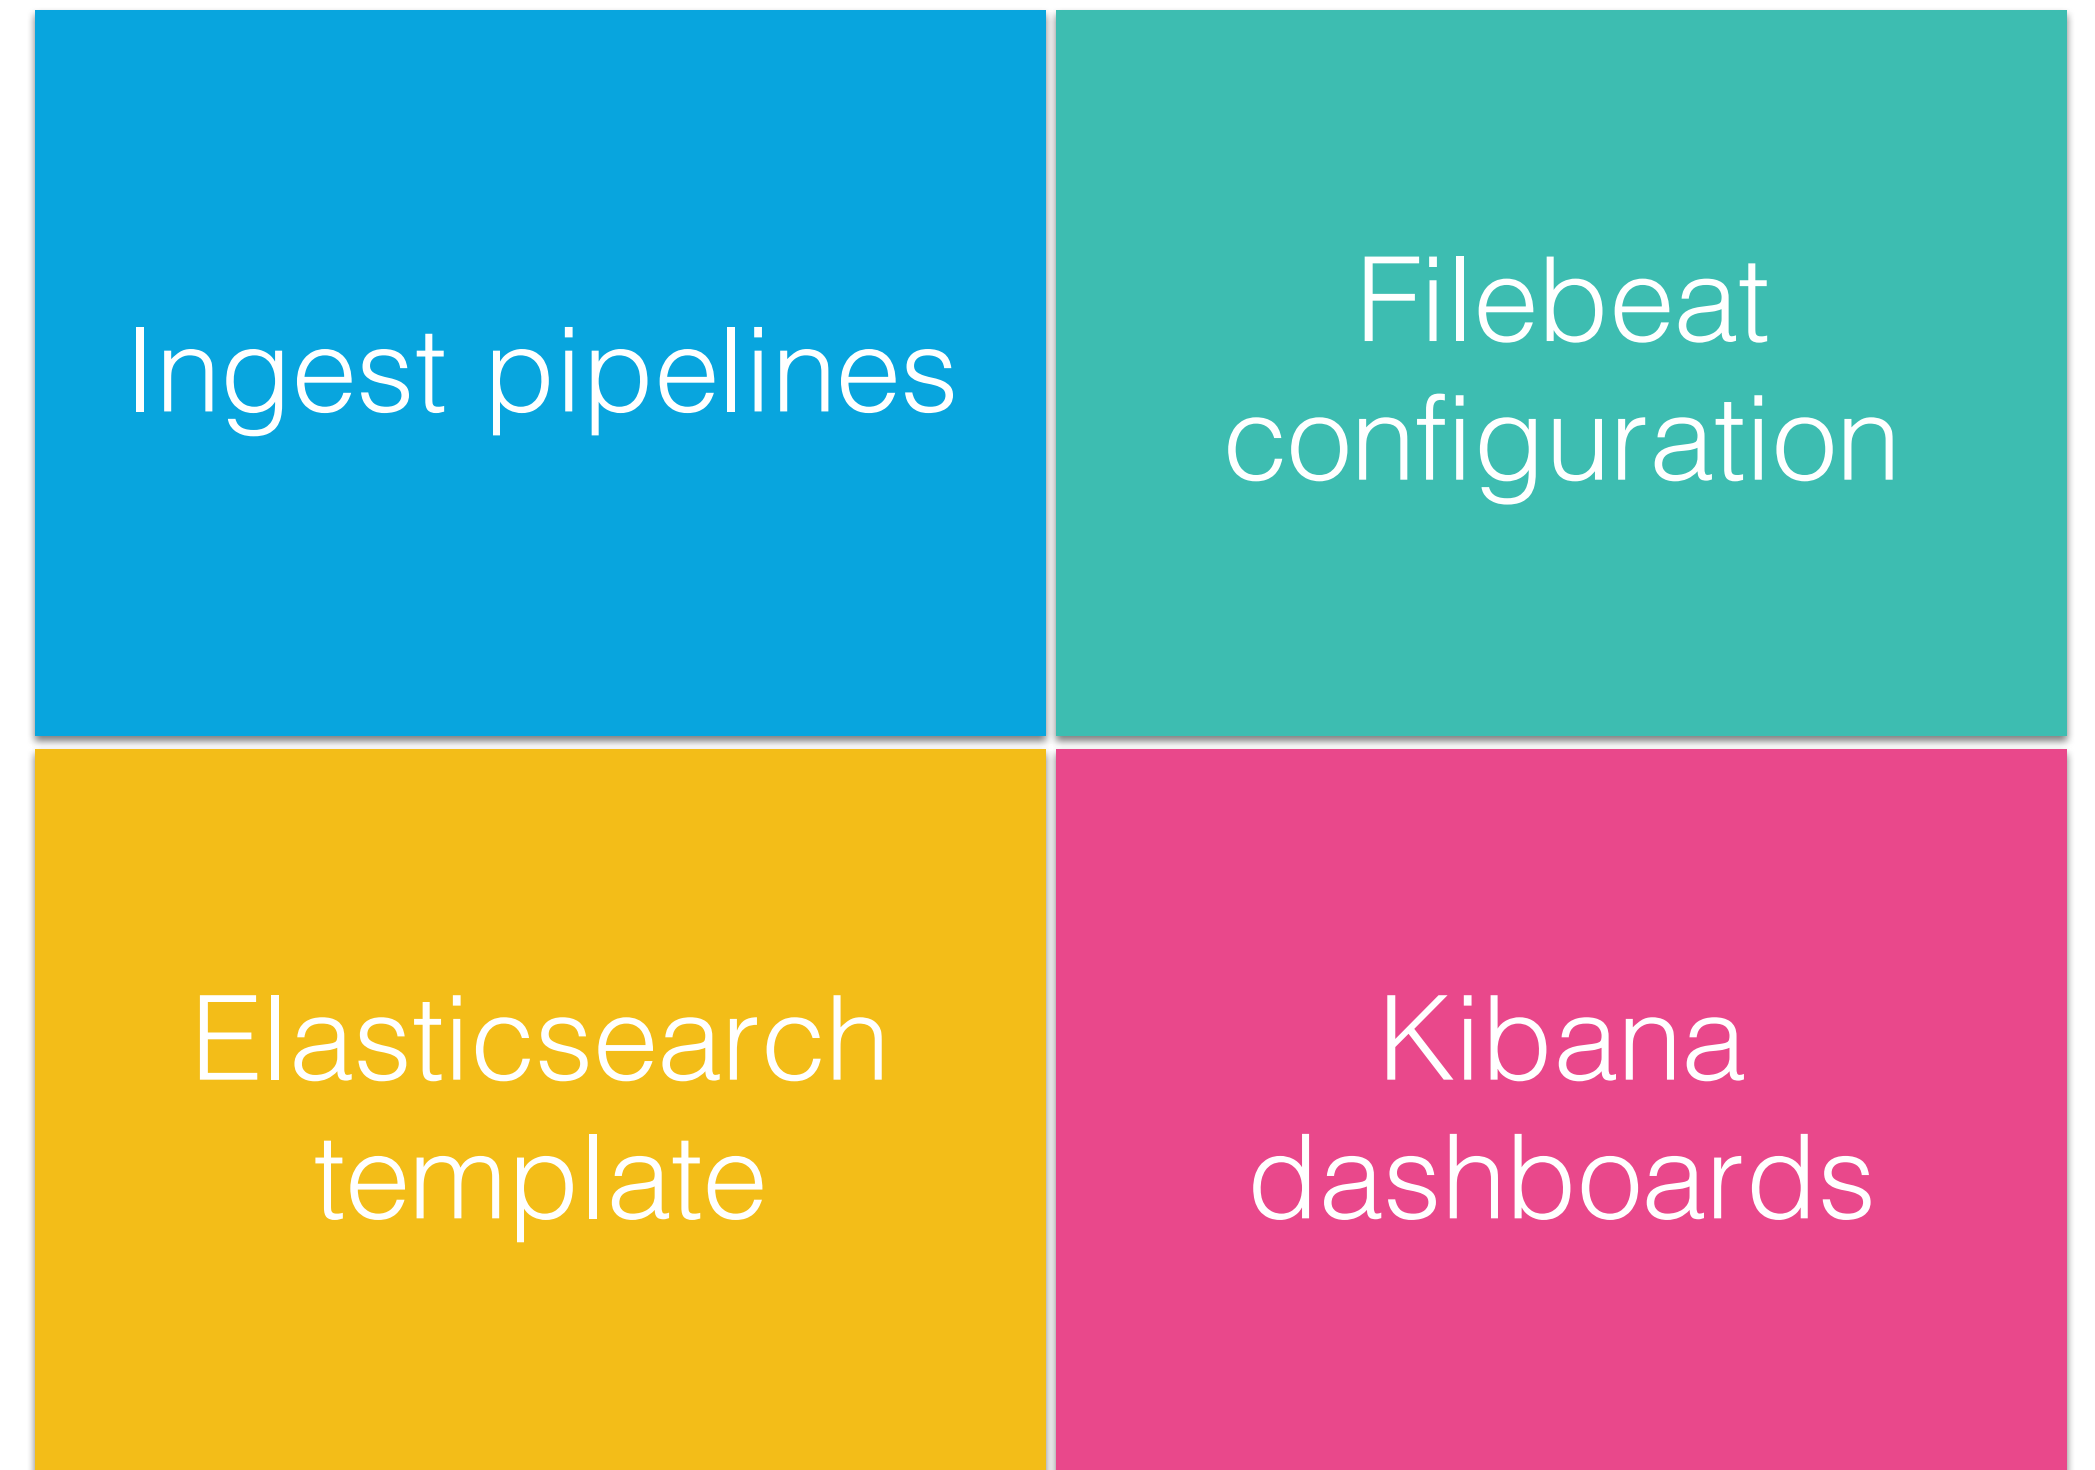 Ingest pipelines
Filebeat
configuration
Elasticsearch
template
Kibana
dashboards